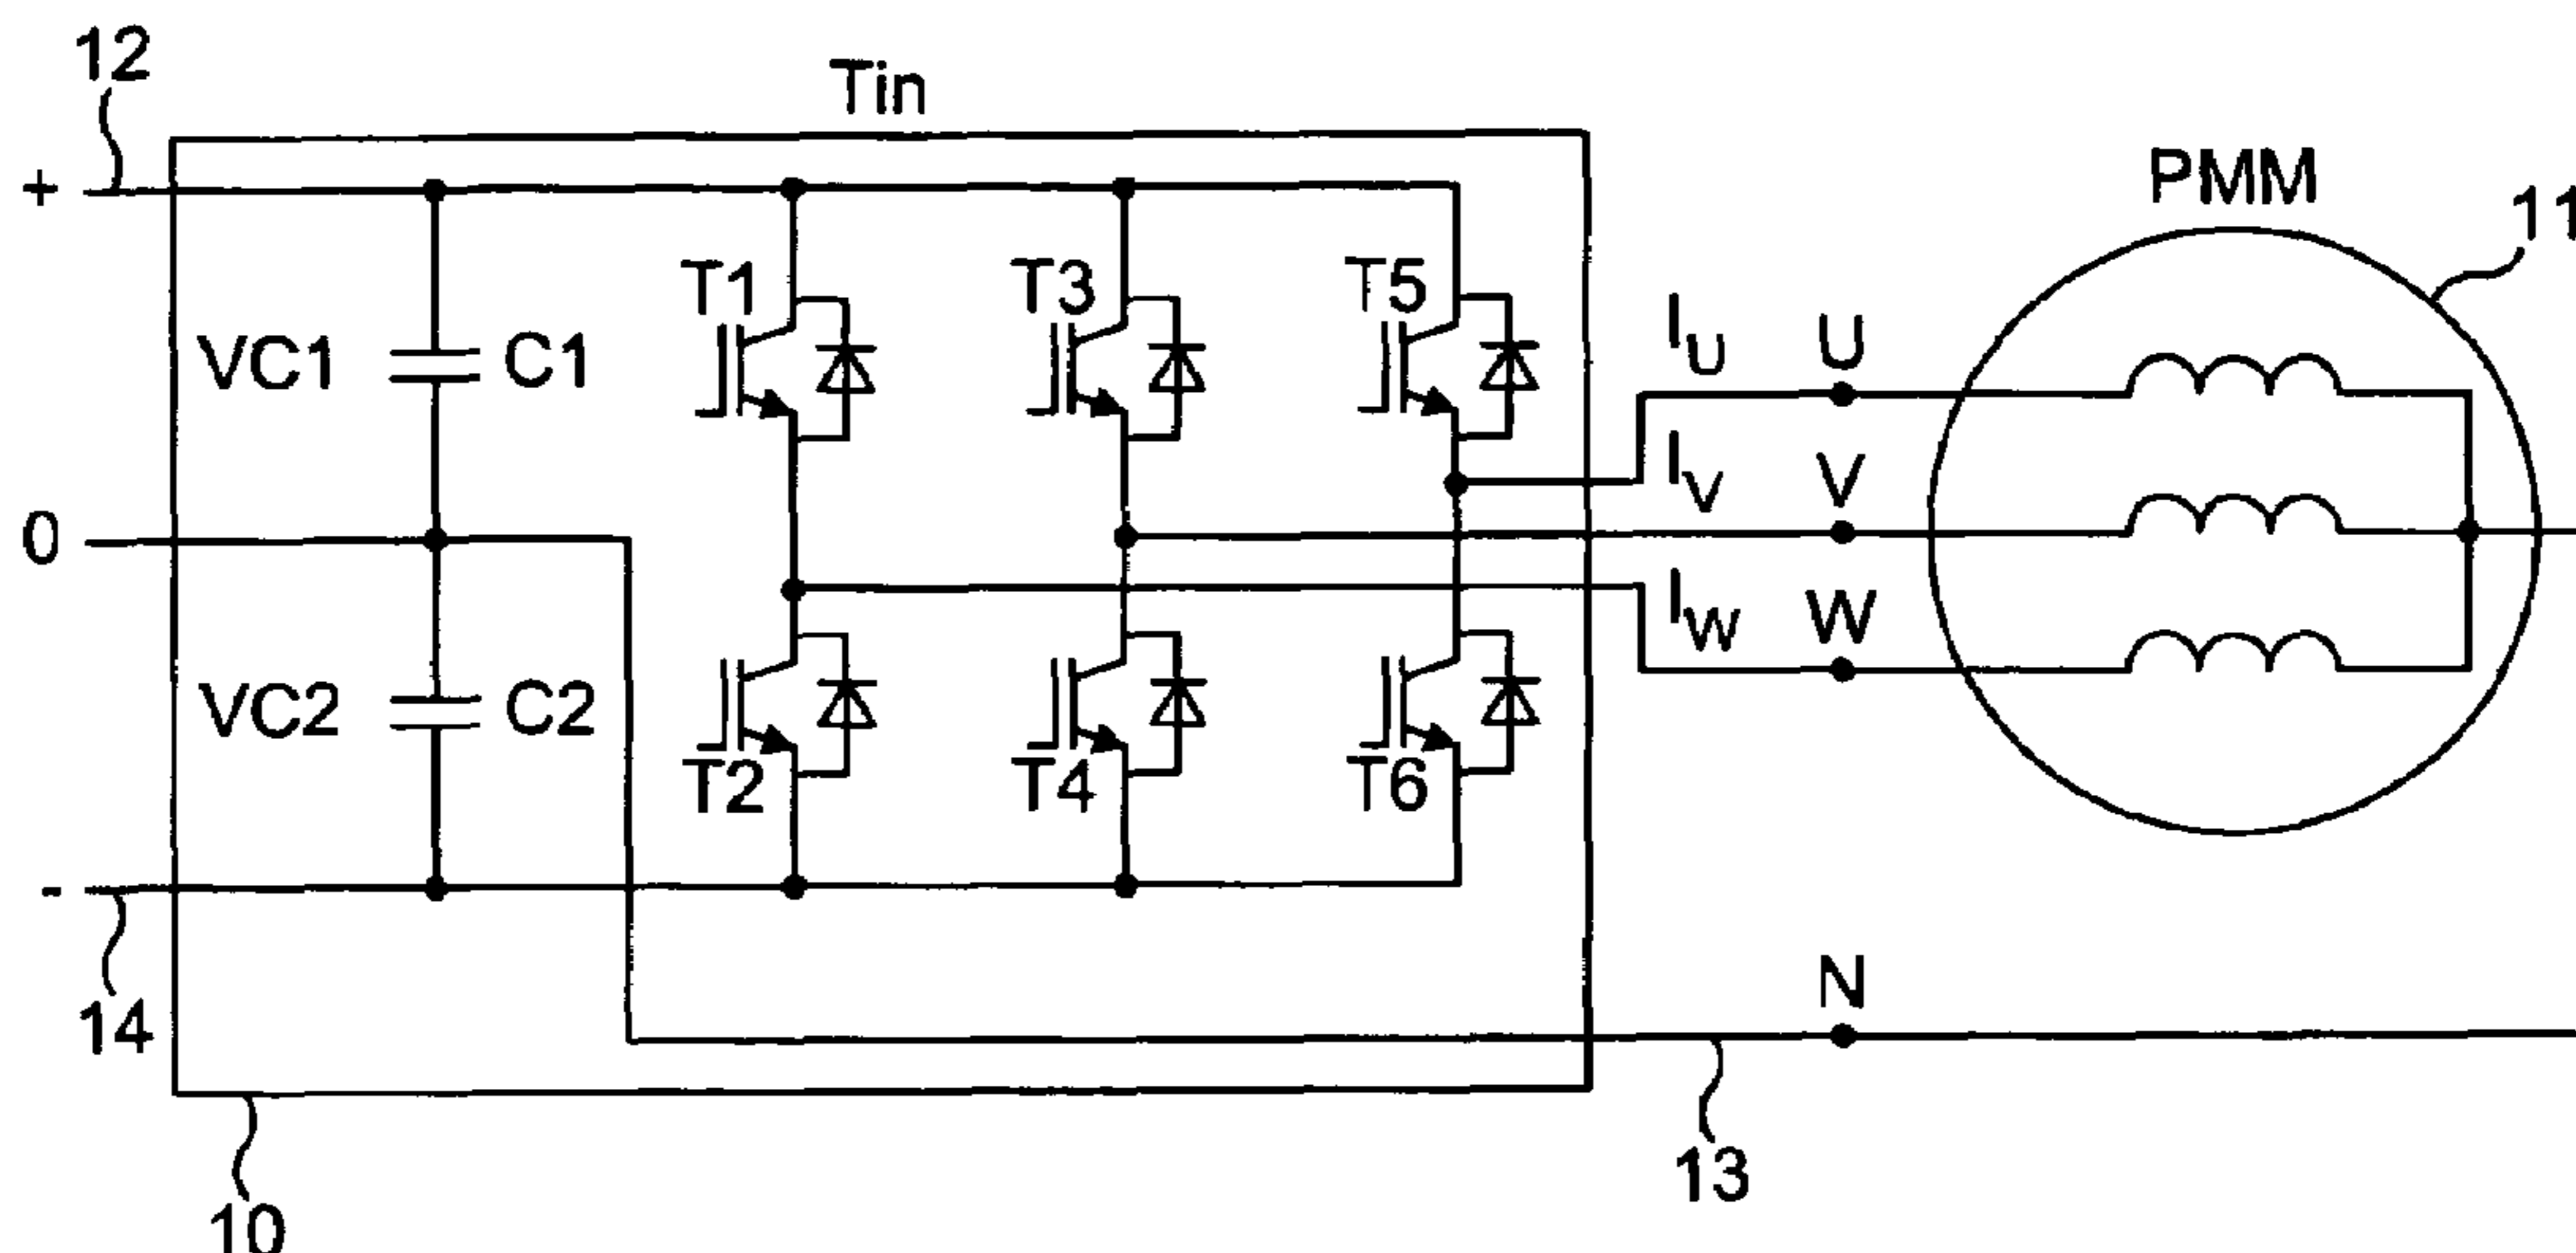 12
Tin
PMM
11
+
T1
T3
T5
I_U
U
VC1
C1
I_V
V
0
I_W
W
VC2
C2
T2
T4
T6
-
14
N
13
10